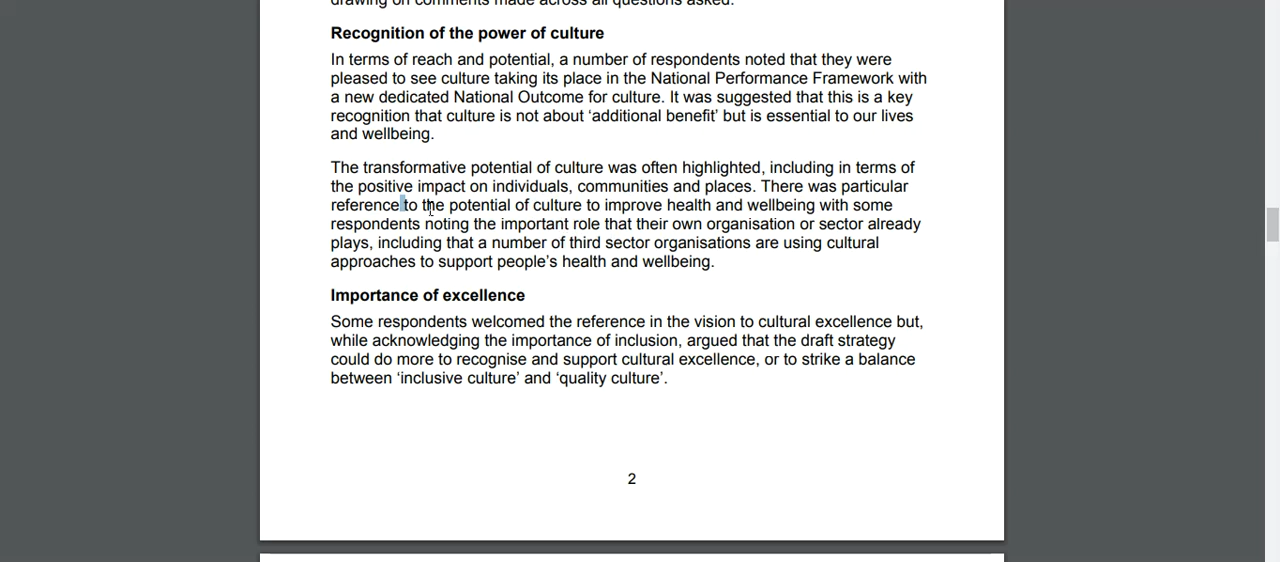 drawing on comments made across all questions asked.
Recognition of the power of culture
In terms of reach and potential, a number of respondents noted that they were
pleased to see culture taking its place in the National Performance Framework with
a new dedicated National Outcome for culture. It was suggested that this is a key
recognition that culture is not about ‘additional benefit’ but is essential to our lives
and wellbeing.
The transformative potential of culture was often highlighted, including in terms of
the positive impact on individuals, communities and places. There was particular
reference to the potential of culture to improve health and wellbeing with some
respondents noting the important role that their own organisation or sector already
plays, including that a number of third sector organisations are using cultural
approaches to support people’s health and wellbeing.
Importance of excellence
Some respondents welcomed the reference in the vision to cultural excellence but,
while acknowledging the importance of inclusion, argued that the draft strategy
could do more to recognise and support cultural excellence, or to strike a balance
between ‘inclusive culture’ and ‘quality culture’.
2